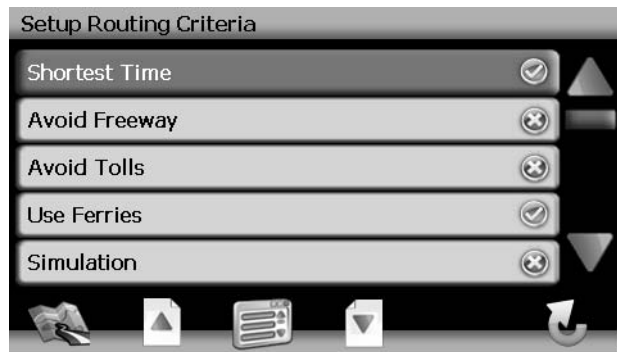 Setup Routing Criteria
Shortest Time
Avoid Freeway
Avoid Tolls
Use Ferries
Simulation